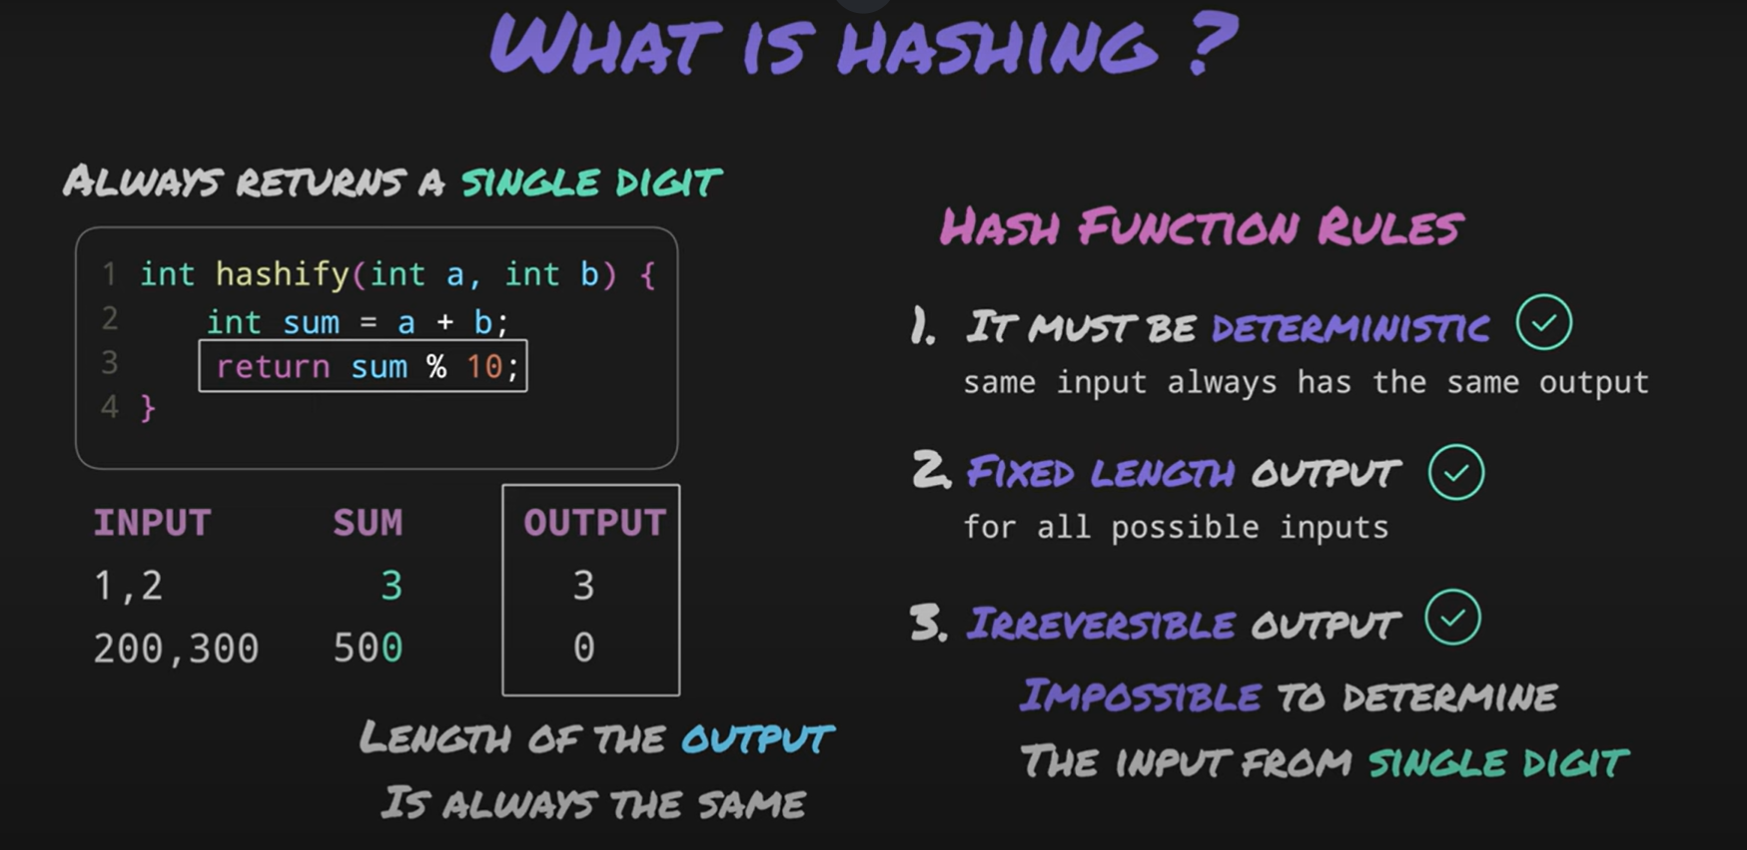 WHAT IS HASHING ?
ALWAYS RETURNS A SINGLE DIGIT
1 int hashify(int a, int b) {
2 int sum = a + b;
3 return sum % 10;
4 }
INPUT SUM OUTPUT
1,2 3 3
200,300 500 0
LENGTH OF THE OUTPUT
IS ALWAYS THE SAME
HASH FUNCTION RULES
1. IT MUST BE DETERMINISTIC
same input always has the same output
2. FIXED LENGTH OUTPUT
for all possible inputs
3. IRREVERSIBLE OUTPUT
IMPOSSIBLE TO DETERMINE
THE INPUT FROM SINGLE DIGIT